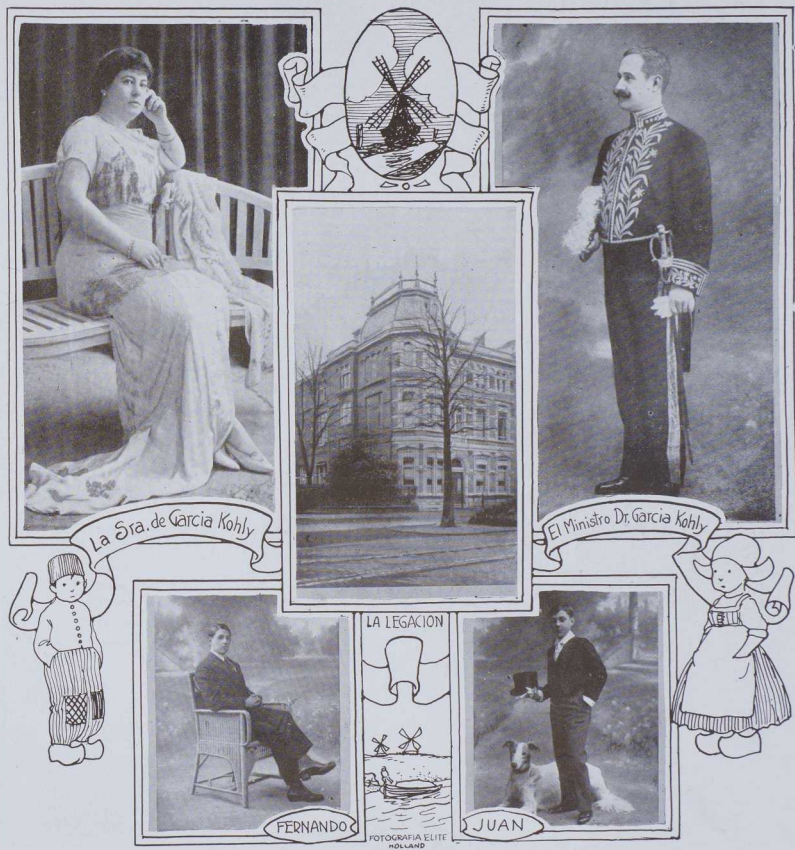 La Sra. de Garcia Kohly
El Ministro Dr. Garcia Kohly
LA LEGACION
FERNANDO
JUAN
FOTOGRAFIA ELITE
HOLLAND